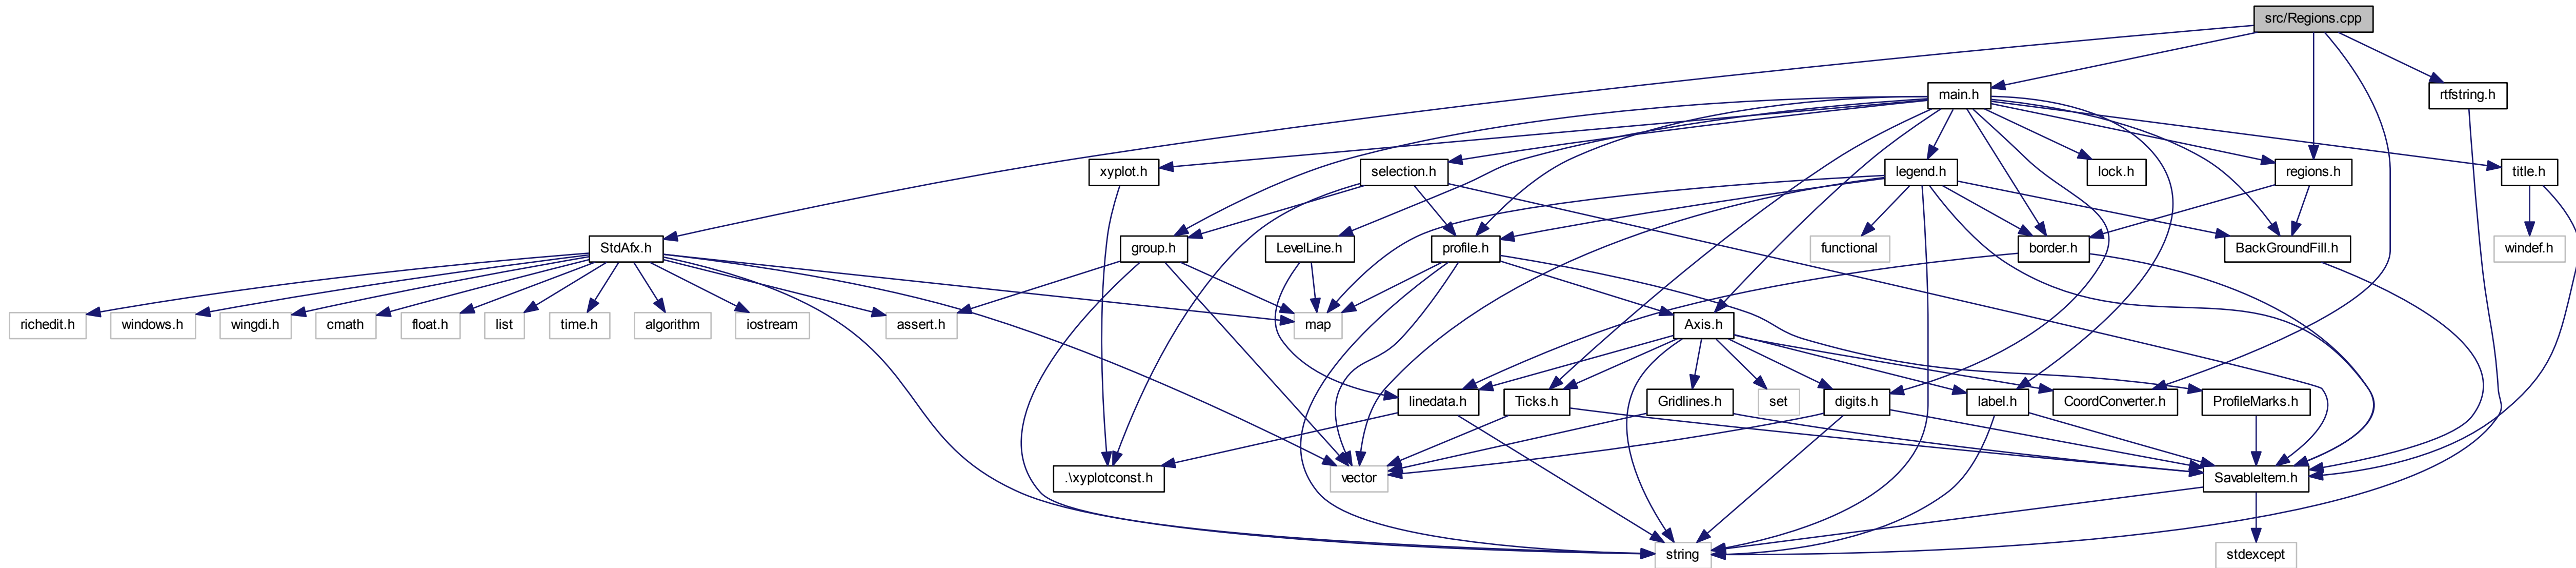 src/Regions.cpp
main.h
rtfstring.h
xyplot.h
selection.h
legend.h
lock.h
regions.h
title.h
StdAfx.h
group.h
LevelLine.h
profile.h
functional
border.h
BackGroundFill.h
windef.h
richedit.h
windows.h
wingdi.h
cmath
float.h
list
time.h
algorithm
iostream
assert.h
map
Axis.h
linedata.h
Ticks.h
Gridlines.h
set
digits.h
label.h
CoordConverter.h
ProfileMarks.h
.\xyplotconst.h
vector
SavableItem.h
string
stdexcept